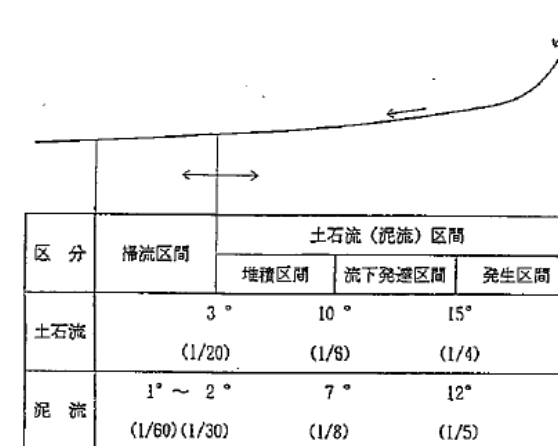 区 分 掃流区間 土石流（泥流）区間
堆積区間 流下発達区間 発生区間
土石流 3° 10° 15°
(1/20) (1/6) (1/4)
泥 流 1° ～ 2° 7° 12°
(1/60)(1/30) (1/8) (1/5)